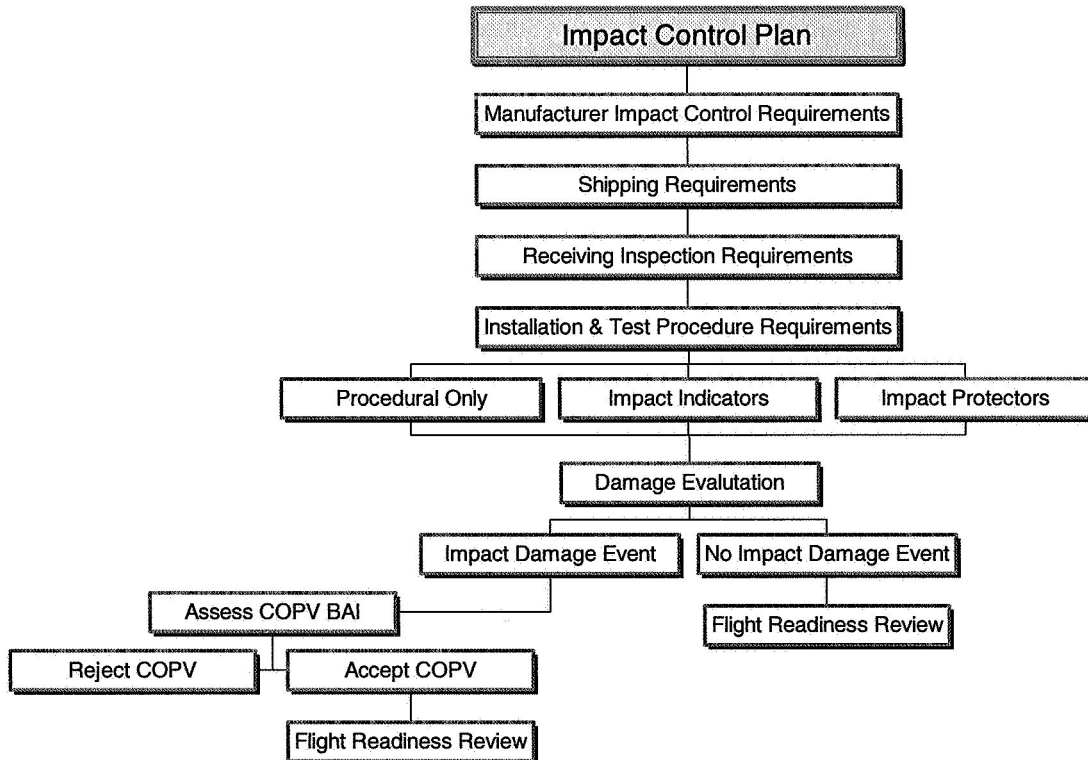 Impact Control Plan
Manufacturer Impact Control Requirements
Shipping Requirements
Receiving Inspection Requirements
Installation & Test Procedure Requirements
Procedural Only
Impact Indicators
Impact Protectors
Damage Evalutation
Impact Damage Event
No Impact Damage Event
Assess COPV BAI
Flight Readiness Review
Reject COPV
Accept COPV
Flight Readiness Review